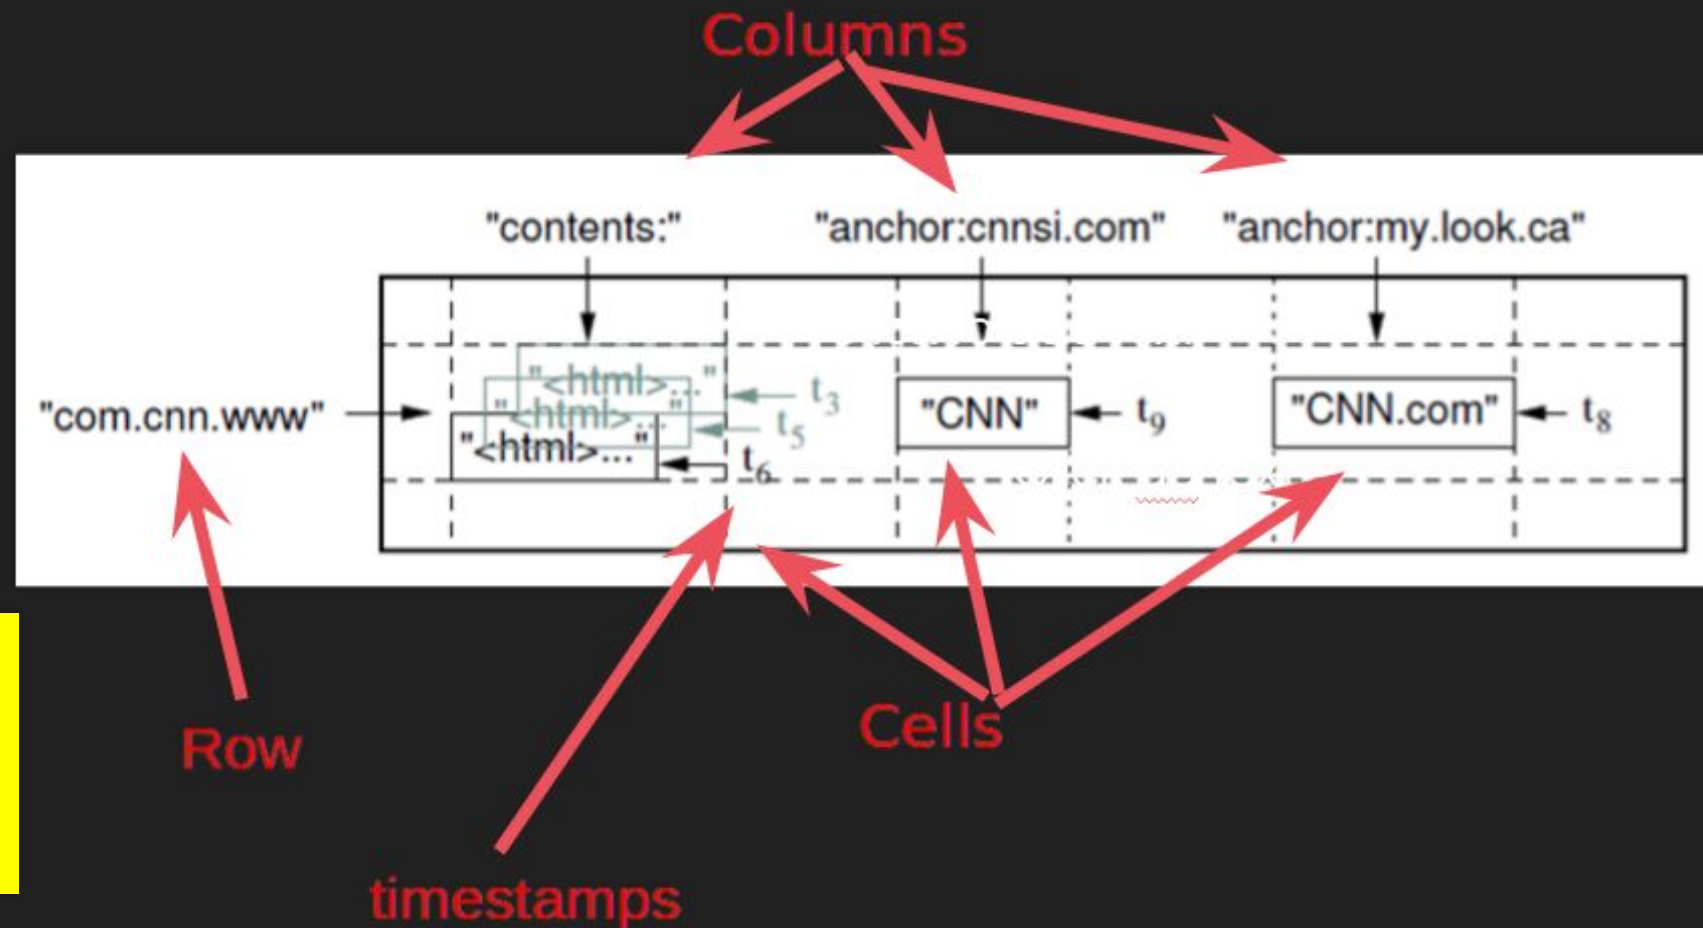 Columns
"contents:" "anchor:cnnsi.com" "anchor:my.look.ca"
"<html>..." t3
"<html>..." t5
"com.cnn.www" "CNN" t9 "CNN.com" t8
"<html>..." t6
Row
Cells
timestamps